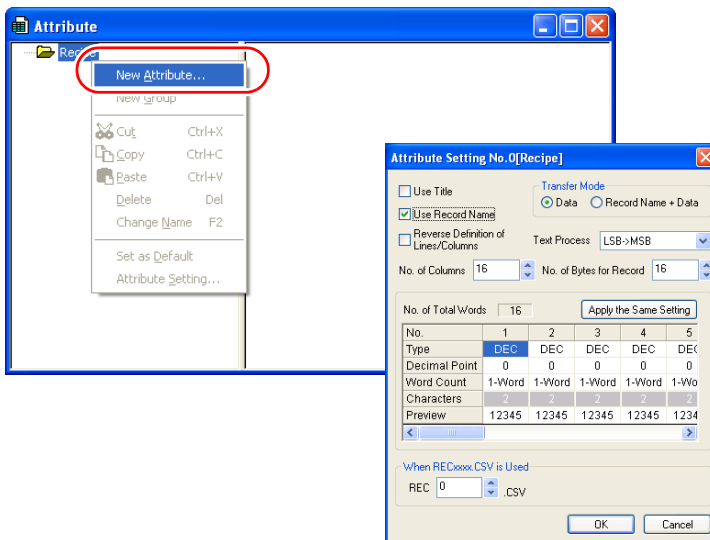 Attribute
Recipe
New Attribute...
New Group
Cut Ctrl+X
Copy Ctrl+C
Paste Ctrl+V
Delete Del
Change Name F2
Set as Default
Attribute Setting...
Attribute Setting No.0[Recipe]
Use Title
Transfer Mode
Data Record Name + Data
Use Record Name
Reverse Definition of
Lines/Columns
Text Process LSB->MSB
No. of Columns 16 No. of Bytes for Record 16
No. of Total Words 16 Apply the Same Setting
No. 1 2 3 4 5
Type DEC DEC DEC DEC DEC
Decimal Point 0 0 0 0 0
Word Count 1-Word 1-Word 1-Word 1-Word 1-Wo
Characters 2 2 2 2 2
Preview 12345 12345 12345 12345 1234
When RECxxxx.CSV is Used
REC 0 .CSV
OK Cancel